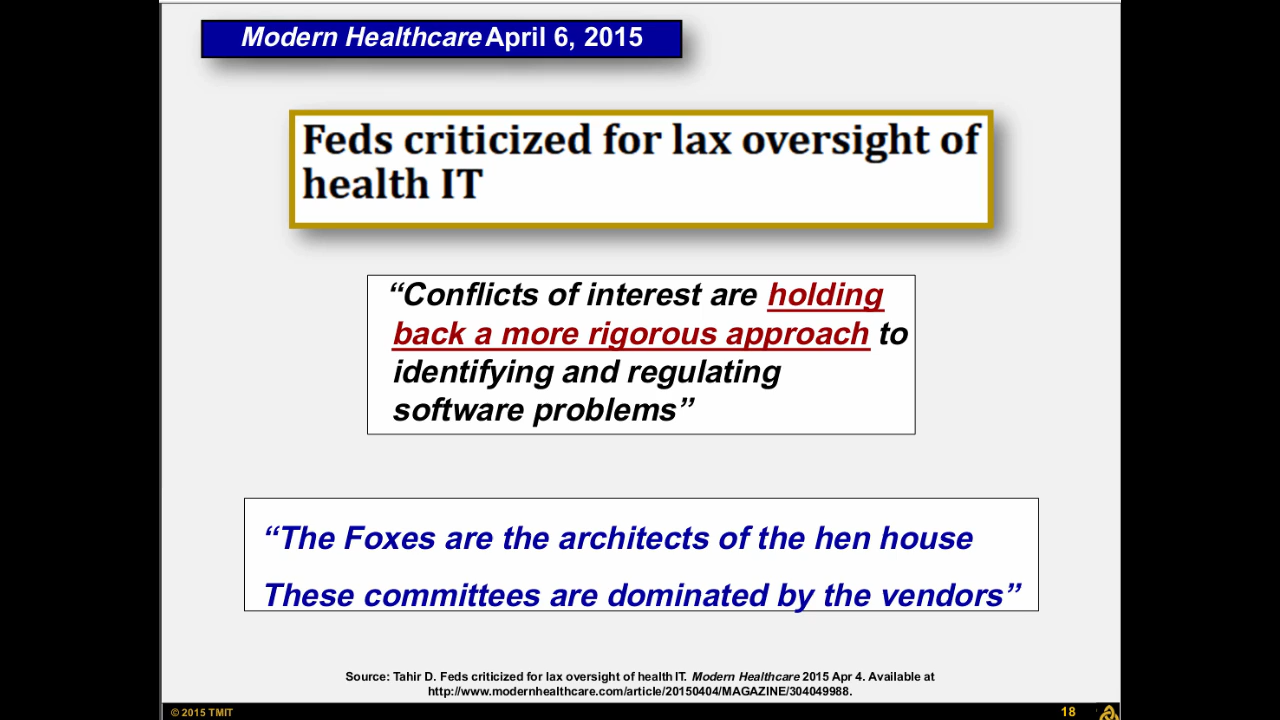 Modern Healthcare April 6, 2015
Feds criticized for lax oversight of
health IT
“Conflicts of interest are holding
back a more rigorous approach to
identifying and regulating
software problems”
“The Foxes are the architects of the hen house
These committees are dominated by the vendors”
Source: Tahir D. Feds criticized for lax oversight of health IT. Modern Healthcare 2015 Apr 4. Available at
http://www.modernhealthcare.com/article/20150404/MAGAZINE/304049988.
© 2015 TMIT
18